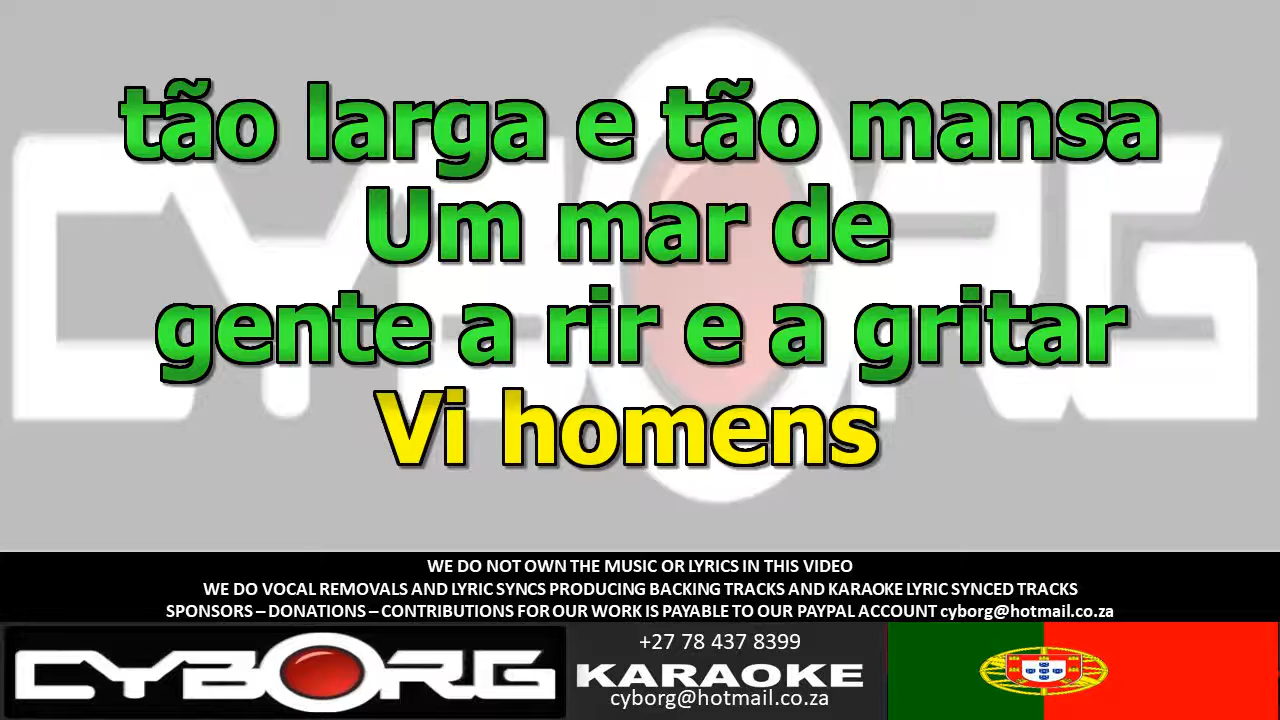 tão larga e tão mansa
Um mar de
gente a rir e a gritar
Vi homens
CYBORG
WE DO NOT OWN THE MUSIC OR LYRICS IN THIS VIDEO
WE DO VOCAL REMOVALS AND LYRIC SYNCS PRODUCING BACKING TRACKS AND KARAOKE LYRIC SYNCED TRACKS
SPONSORS – DONATIONS – CONTRIBUTIONS FOR OUR WORK IS PAYABLE TO OUR PAYPAL ACCOUNT cyborg@hotmail.co.za
CYBORG
+27 78 437 8399
KARAOKE
cyborg@hotmail.co.za